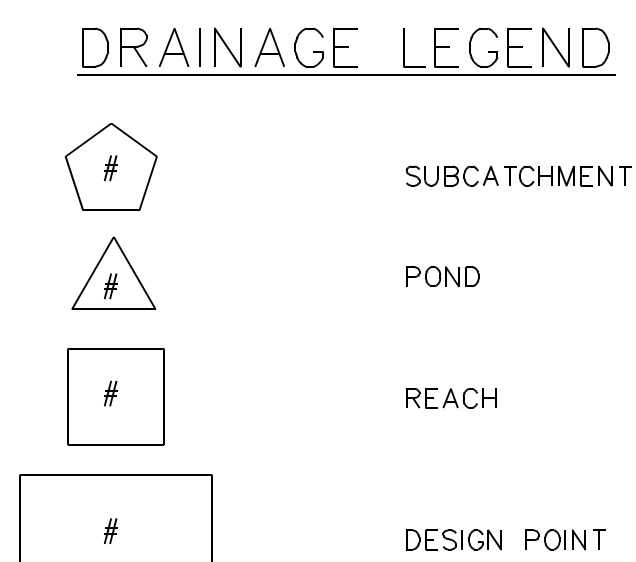 DRAINAGE LEGEND
# SUBCATCHMENT
# POND
# REACH
# DESIGN POINT